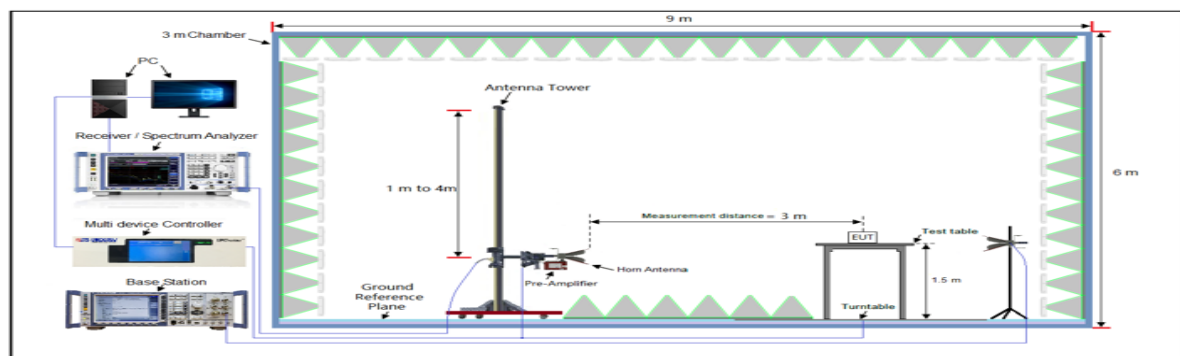 9 m
3 m Chamber
PC
Antenna Tower
Receiver / Spectrum Analyzer
1 m to 4m
6 m
Measurement distance = 3 m
Multi device Controller
EUT
Test table
Horn Antenna
Pre-Amplifier
1.5 m
Base Station
Ground
Reference
Plane
Turntable